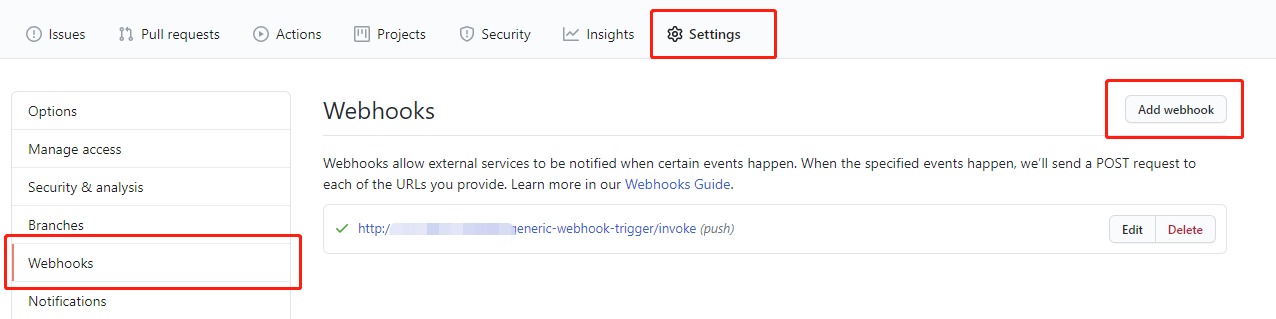 Issues Pull requests Actions Projects Security Insights Settings
Options
Manage access
Security & analysis
Branches
Webhooks
Notifications
Webhooks Add webhook
Webhooks allow external services to be notified when certain events happen. When the specified events happen, we'll send a POST request to
each of the URLs you provide. Learn more in our Webhooks Guide.
http:/ generic-webhook-trigger/invoke (push) Edit Delete